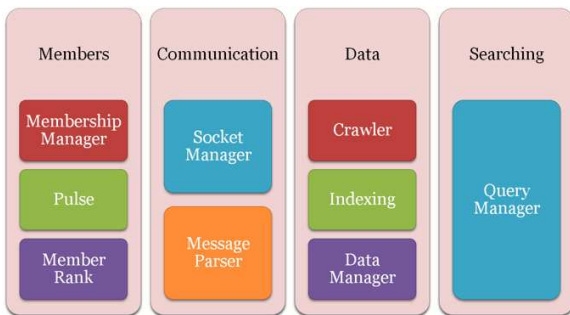 Members
Membership
Manager
Pulse
Member
Rank
Communication
Socket
Manager
Message
Parser
Data
Crawler
Indexing
Data
Manager
Searching
Query
Manager